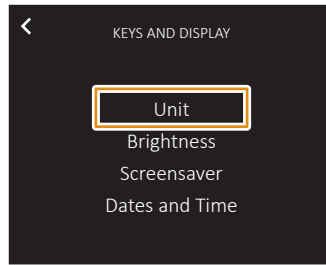 KEYS AND DISPLAY
Unit
Brightness
Screensaver
Dates and Time